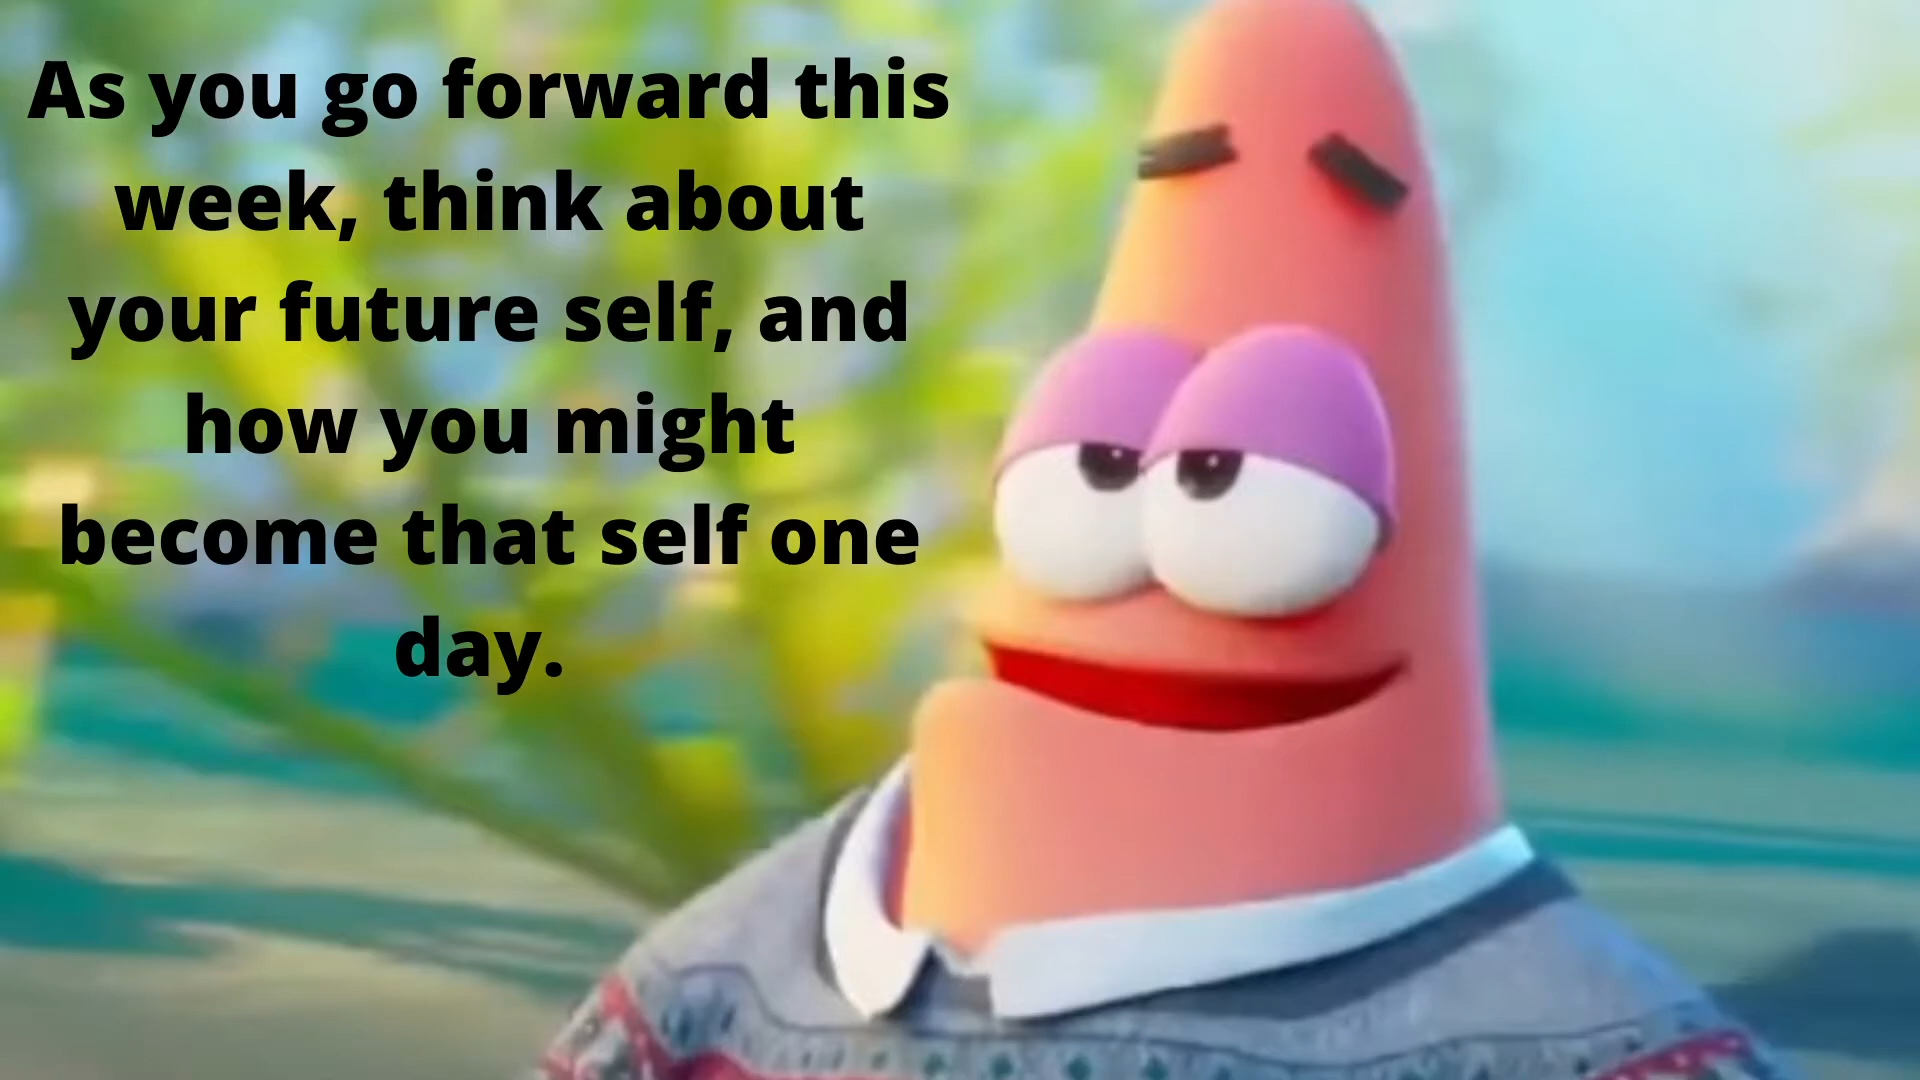 As you go forward this
week, think about
your future self, and
how you might
become that self one
day.